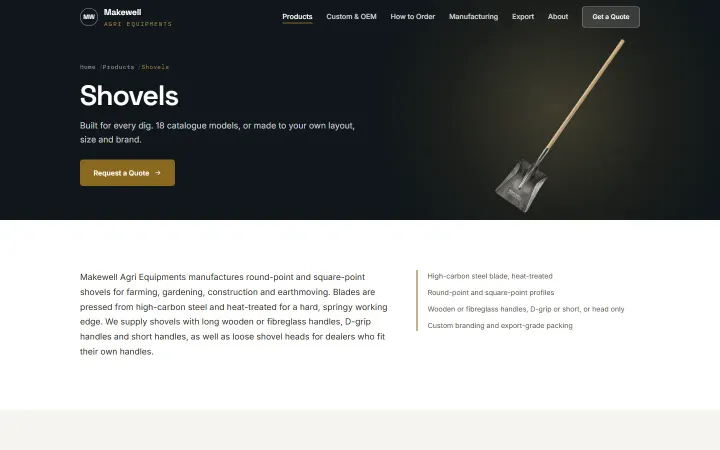 MW
Makewell
AGRI EQUIPMENTS
Products
Custom & OEM
How to Order
Manufacturing
Export
About
Get a Quote
Home / Products / Shovels
Shovels
Built for every dig. 18 catalogue models, or made to your own layout,
size and brand.
Request a Quote →
Makewell Agri Equipments manufactures round-point and square-point
shovels for farming, gardening, construction and earthmoving. Blades are
pressed from high-carbon steel and heat-treated for a hard, springy working
edge. We supply shovels with long wooden or fibreglass handles, D-grip
handles and short handles, as well as loose shovel heads for dealers who fit
their own handles.
High-carbon steel blade, heat-treated
Round-point and square-point profiles
Wooden or fibreglass handles, D-grip or short, or head only
Custom branding and export-grade packing